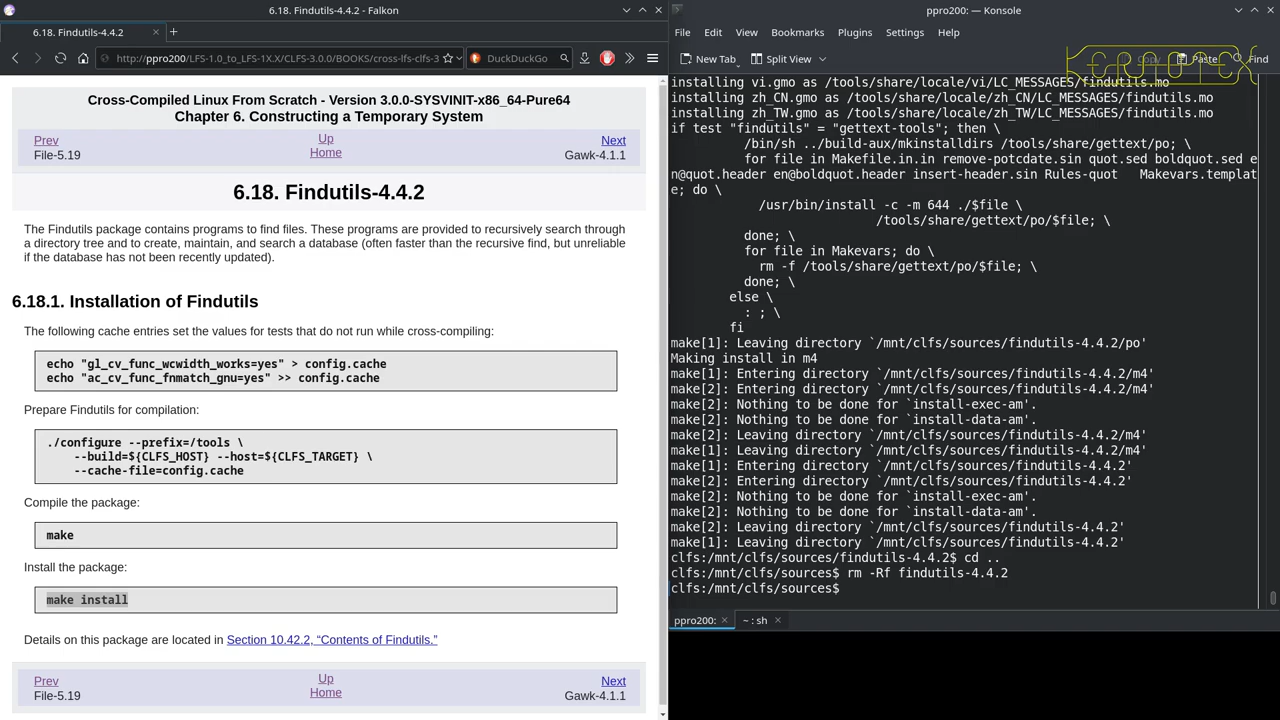 6.18. Findutils-4.4.2 - Falkon
6.18. Findutils-4.4.2
http://ppro200/LFS-1.0_to_LFS-1X.X/CLFS-3.0.0/BOOKS/cross-lfs-clfs-3
DuckDuckGo
Cross-Compiled Linux From Scratch - Version 3.0.0-SYSVINIT-x86_64-Pure64
Chapter 6. Constructing a Temporary System
Prev
Up
Next
File-5.19
Home
Gawk-4.1.1
6.18. Findutils-4.4.2
The Findutils package contains programs to find files. These programs are provided to recursively search through
a directory tree and to create, maintain, and search a database (often faster than the recursive find, but unreliable
if the database has not been recently updated).
6.18.1. Installation of Findutils
The following cache entries set the values for tests that do not run while cross-compiling:
echo "gl_cv_func_wcwidth_works=yes" > config.cache
echo "ac_cv_func_fnmatch_gnu=yes" >> config.cache
Prepare Findutils for compilation:
./configure --prefix=/tools \
--build=${CLFS_HOST} --host=${CLFS_TARGET} \
--cache-file=config.cache
Compile the package:
make
Install the package:
make install
Details on this package are located in Section 10.42.2, “Contents of Findutils.”
Prev
Up
Next
File-5.19
Home
Gawk-4.1.1
ppro200: — Konsole
File Edit View Bookmarks Plugins Settings Help
New Tab Split View Copy Paste Find
installing vi.gmo as /tools/share/locale/vi/LC_MESSAGES/findutils.mo
installing zh_CN.gmo as /tools/share/locale/zh_CN/LC_MESSAGES/findutils.mo
installing zh_TW.gmo as /tools/share/locale/zh_TW/LC_MESSAGES/findutils.mo
if test "findutils" = "gettext-tools"; then \
/bin/sh ../build-aux/mkinstalldirs /tools/share/gettext/po; \
for file in Makefile.in.in remove-potcdate.sin quot.sed boldquot.sed e
n@quot.header en@boldquot.header insert-header.sin Rules-quot Makevars.templat
e; do \
/usr/bin/install -c -m 644 ./$file \
/tools/share/gettext/po/$file; \
done; \
for file in Makevars; do \
rm -f /tools/share/gettext/po/$file; \
done; \
else \
: ; \
fi
make[1]: Leaving directory `/mnt/clfs/sources/findutils-4.4.2/po'
Making install in m4
make[1]: Entering directory `/mnt/clfs/sources/findutils-4.4.2/m4'
make[2]: Entering directory `/mnt/clfs/sources/findutils-4.4.2/m4'
make[2]: Nothing to be done for `install-exec-am'.
make[2]: Nothing to be done for `install-data-am'.
make[2]: Leaving directory `/mnt/clfs/sources/findutils-4.4.2/m4'
make[1]: Leaving directory `/mnt/clfs/sources/findutils-4.4.2/m4'
make[1]: Entering directory `/mnt/clfs/sources/findutils-4.4.2'
make[2]: Entering directory `/mnt/clfs/sources/findutils-4.4.2'
make[2]: Nothing to be done for `install-exec-am'.
make[2]: Nothing to be done for `install-data-am'.
make[2]: Leaving directory `/mnt/clfs/sources/findutils-4.4.2'
make[1]: Leaving directory `/mnt/clfs/sources/findutils-4.4.2'
clfs:/mnt/clfs/sources/findutils-4.4.2$ cd ..
clfs:/mnt/clfs/sources$ rm -Rf findutils-4.4.2
clfs:/mnt/clfs/sources$
ppro200: ~ : sh